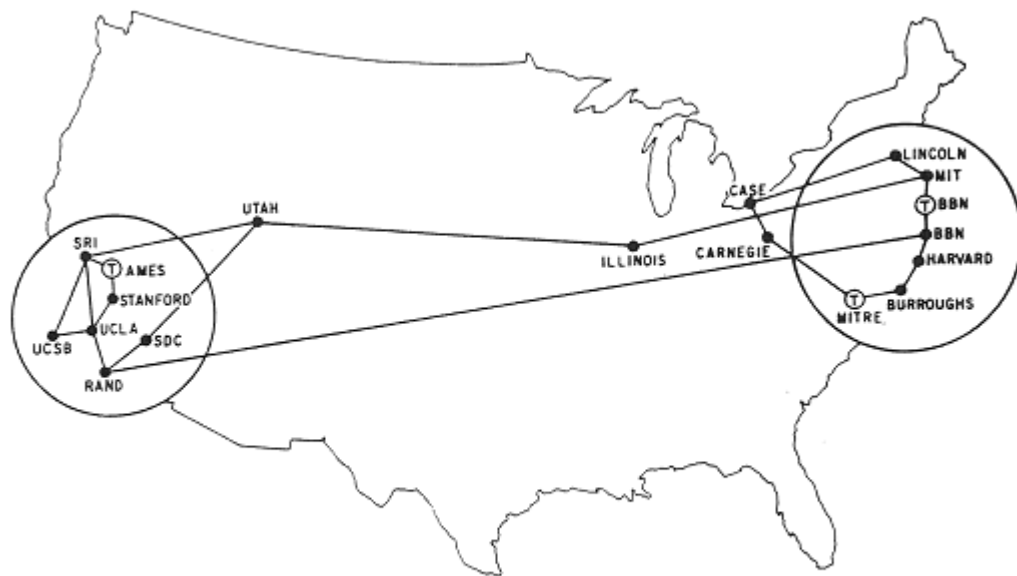 LINCOLN
MIT
CASE
T BBN
UTAH
BBN
SRI
ILLINOIS
CARNEGIE
HARVARD
T AMES
STANFORD
BURROUGHS
T
MITRE
UCLA
SDC
UCSB
RAND